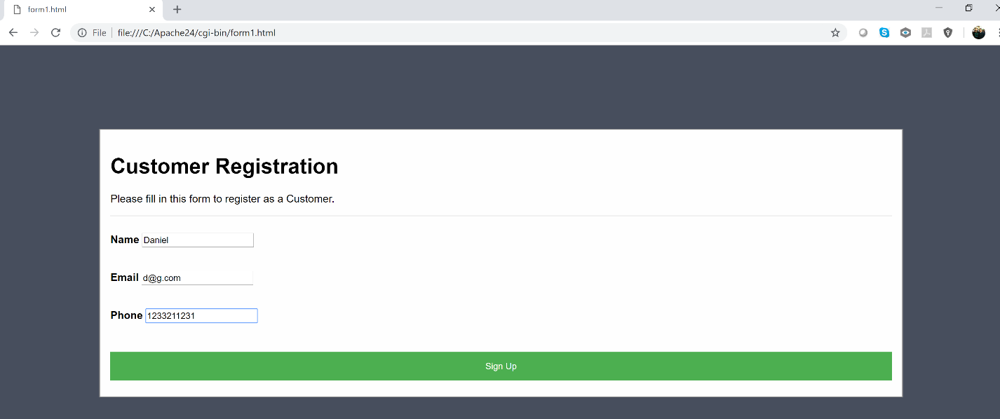 form1.html
File file:///C:/Apache24/cgi-bin/form1.html
Customer Registration
Please fill in this form to register as a Customer.
Name Daniel
Email d@g.com
Phone 1233211231
Sign Up